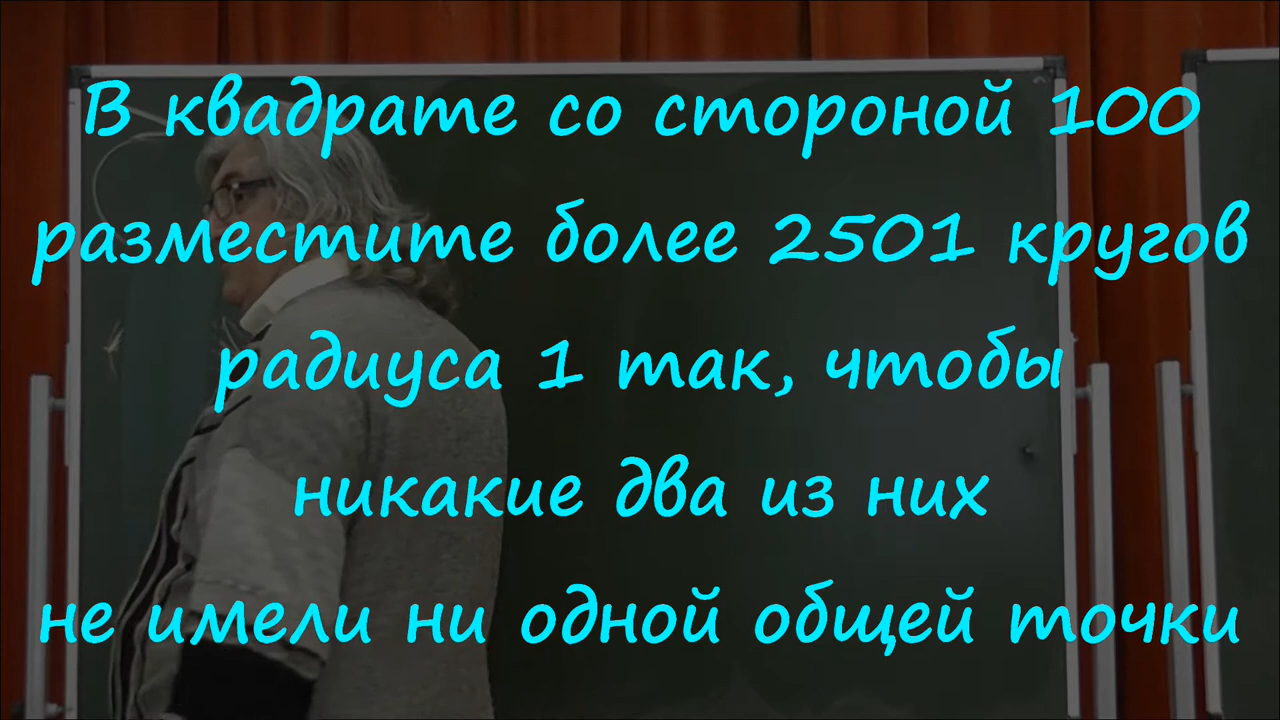 В квадрате со стороной 100
разместите более 2501 кругов
радиуса 1 так, чтобы
никакие два из них
не имели ни одной общей точки